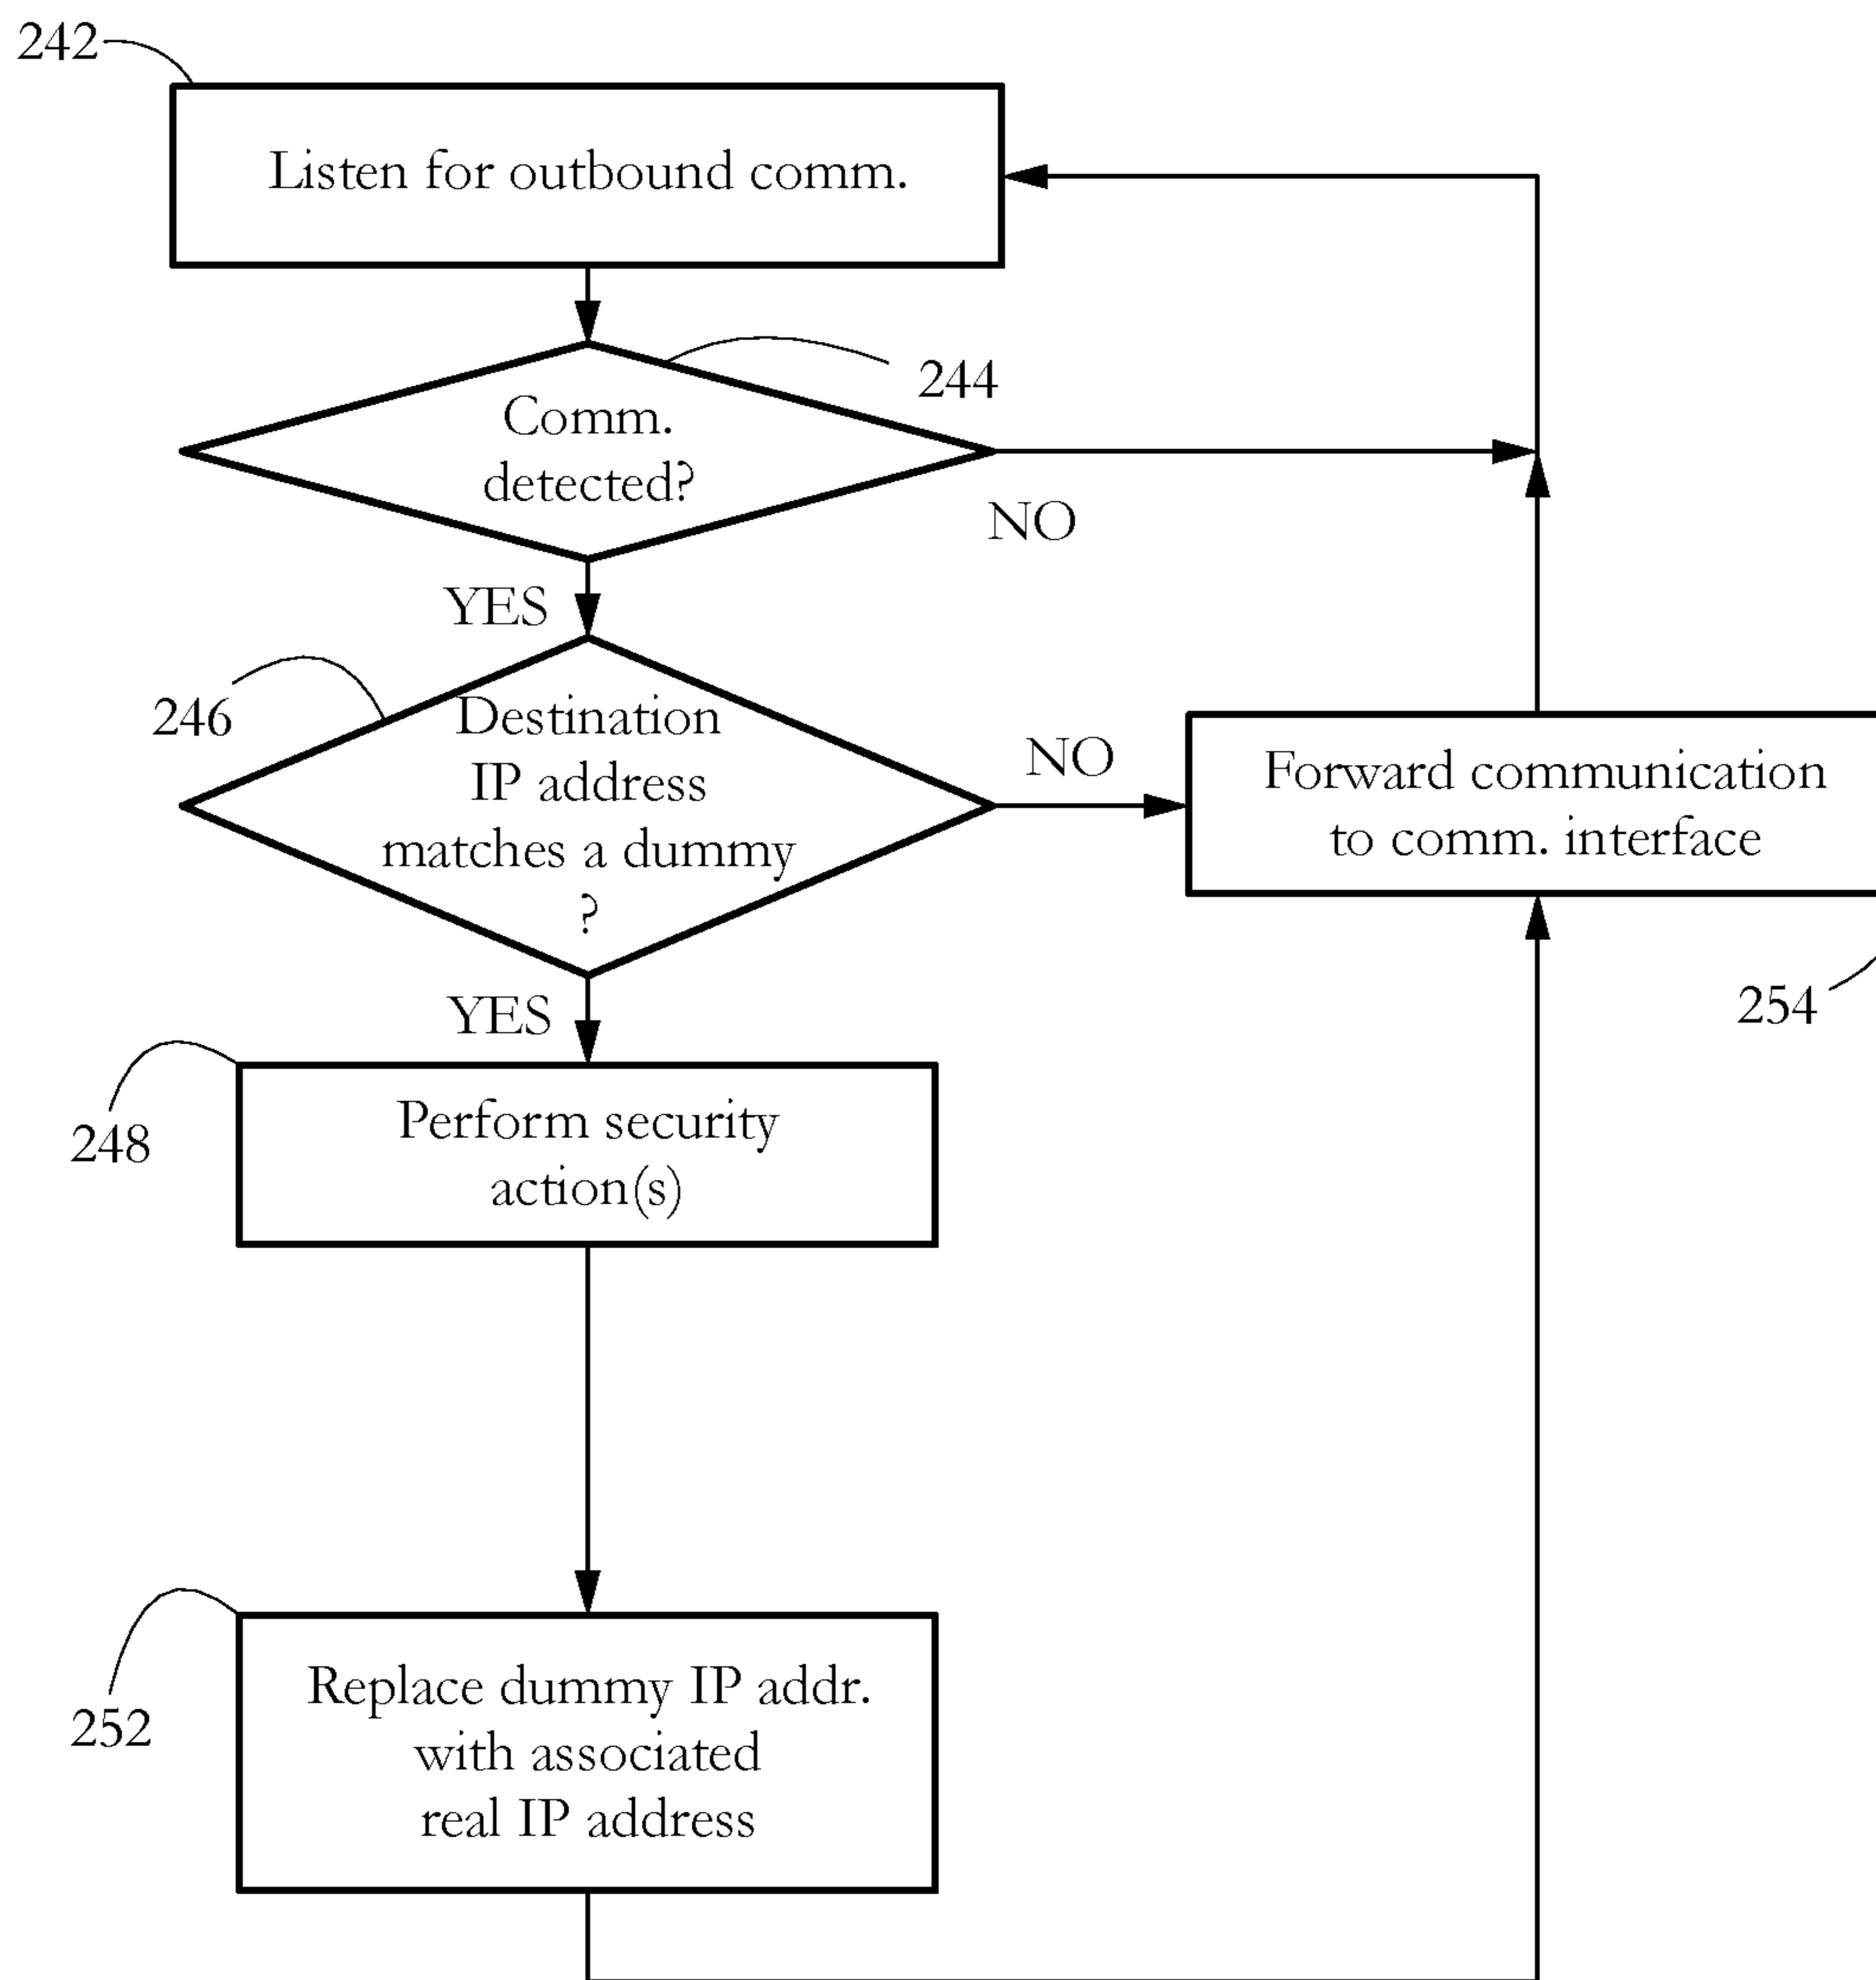 242
Listen for outbound comm.
244
Comm.
detected?
NO
YES
246
Destination
IP address
matches a dummy
?
NO
Forward communication
to comm. interface
254
YES
248
Perform security
action(s)
252
Replace dummy IP addr.
with associated
real IP address